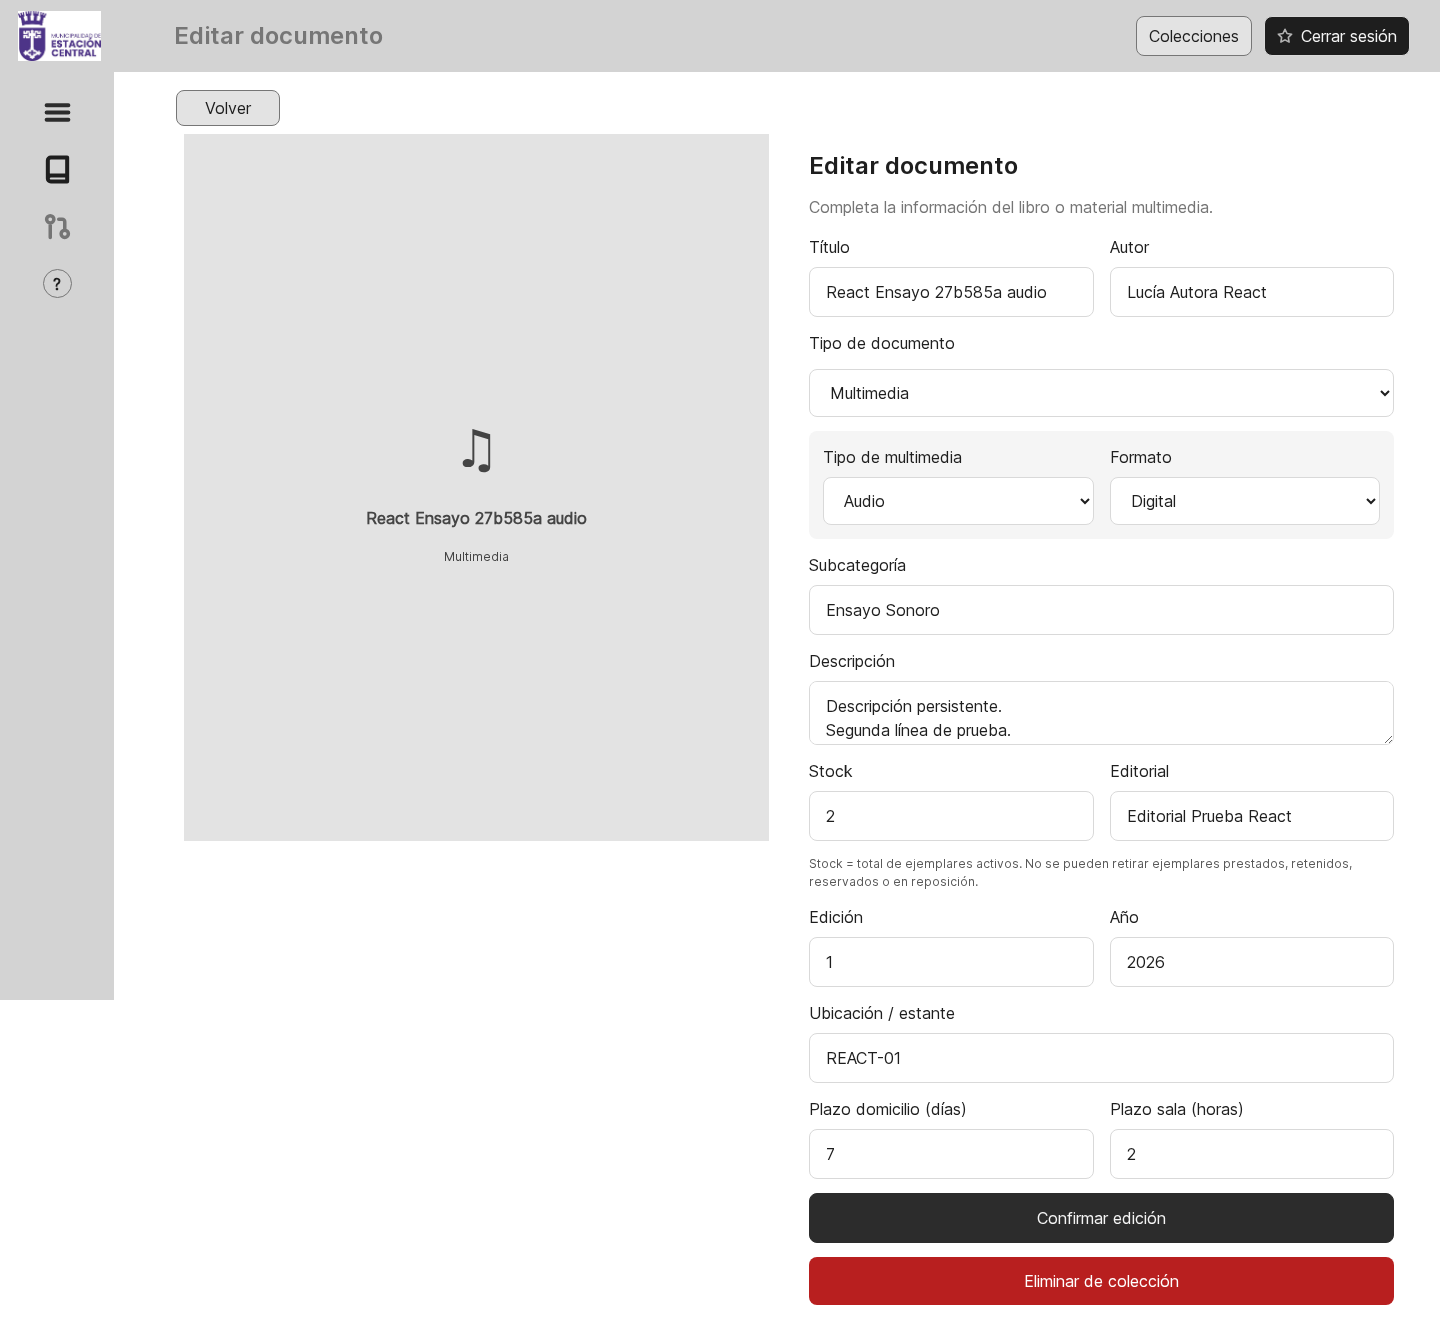 MUNICIPALIDAD DE
ESTACIÓN
CENTRAL
Editar documento
Colecciones
Cerrar sesión
?
Volver
React Ensayo 27b585a audio
Multimedia
Editar documento
Completa la información del libro o material multimedia.
Título
Autor
React Ensayo 27b585a audio
Lucía Autora React
Tipo de documento
Multimedia
Tipo de multimedia
Formato
Audio
Digital
Subcategoría
Ensayo Sonoro
Descripción
Descripción persistente.
Segunda línea de prueba.
Stock
Editorial
2
Editorial Prueba React
Stock = total de ejemplares activos. No se pueden retirar ejemplares prestados, retenidos,
reservados o en reposición.
Edición
Año
1
2026
Ubicación / estante
REACT-01
Plazo domicilio (días)
Plazo sala (horas)
7
2
Confirmar edición
Eliminar de colección